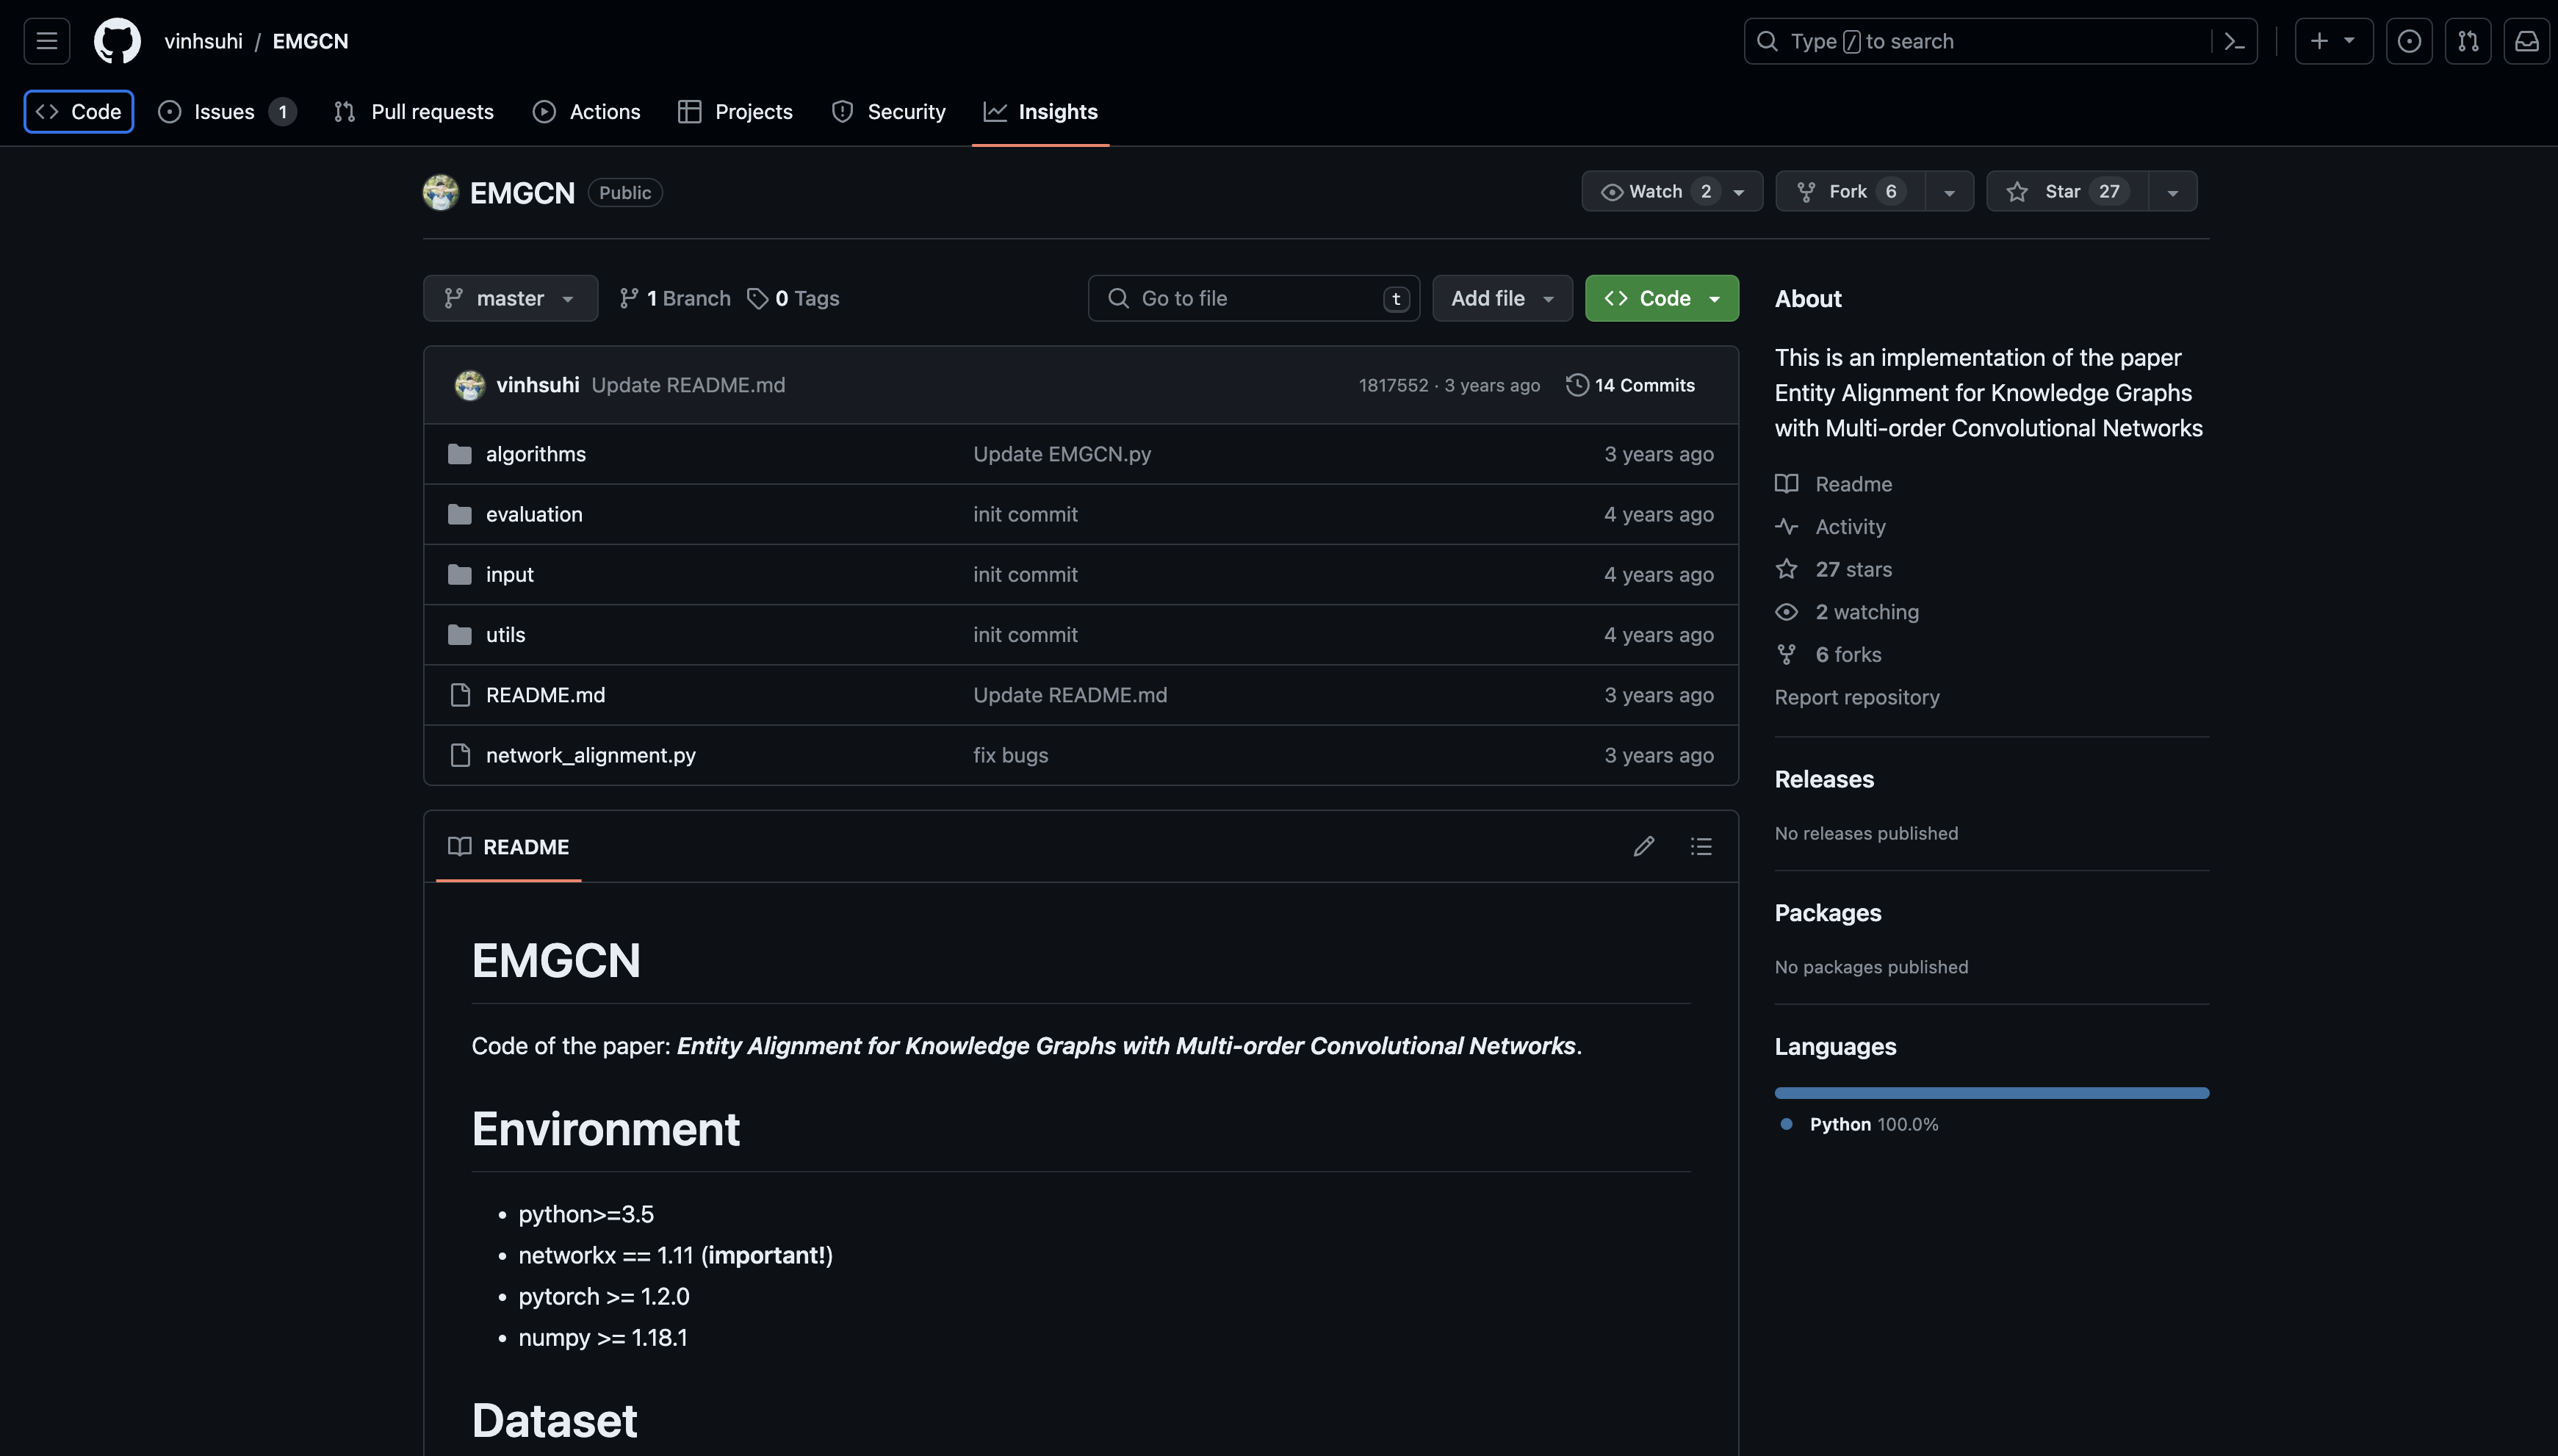 vinhsuhi / EMGCN
Type / to search
Code
Issues 1
Pull requests
Actions
Projects
Security
Insights
EMGCN Public
Watch 2
Fork 6
Star 27
master
1 Branch
0 Tags
Go to file t
Add file
Code
vinhsuhi Update README.md 1817552 · 3 years ago 14 Commits
algorithms Update EMGCN.py 3 years ago
evaluation init commit 4 years ago
input init commit 4 years ago
utils init commit 4 years ago
README.md Update README.md 3 years ago
network_alignment.py fix bugs 3 years ago
README
EMGCN
Code of the paper: Entity Alignment for Knowledge Graphs with Multi-order Convolutional Networks.
Environment
• python>=3.5
• networkx == 1.11 (important!)
• pytorch >= 1.2.0
• numpy >= 1.18.1
Dataset
About
This is an implementation of the paper
Entity Alignment for Knowledge Graphs
with Multi-order Convolutional Networks
Readme
Activity
27 stars
2 watching
6 forks
Report repository
Releases
No releases published
Packages
No packages published
Languages
Python 100.0%